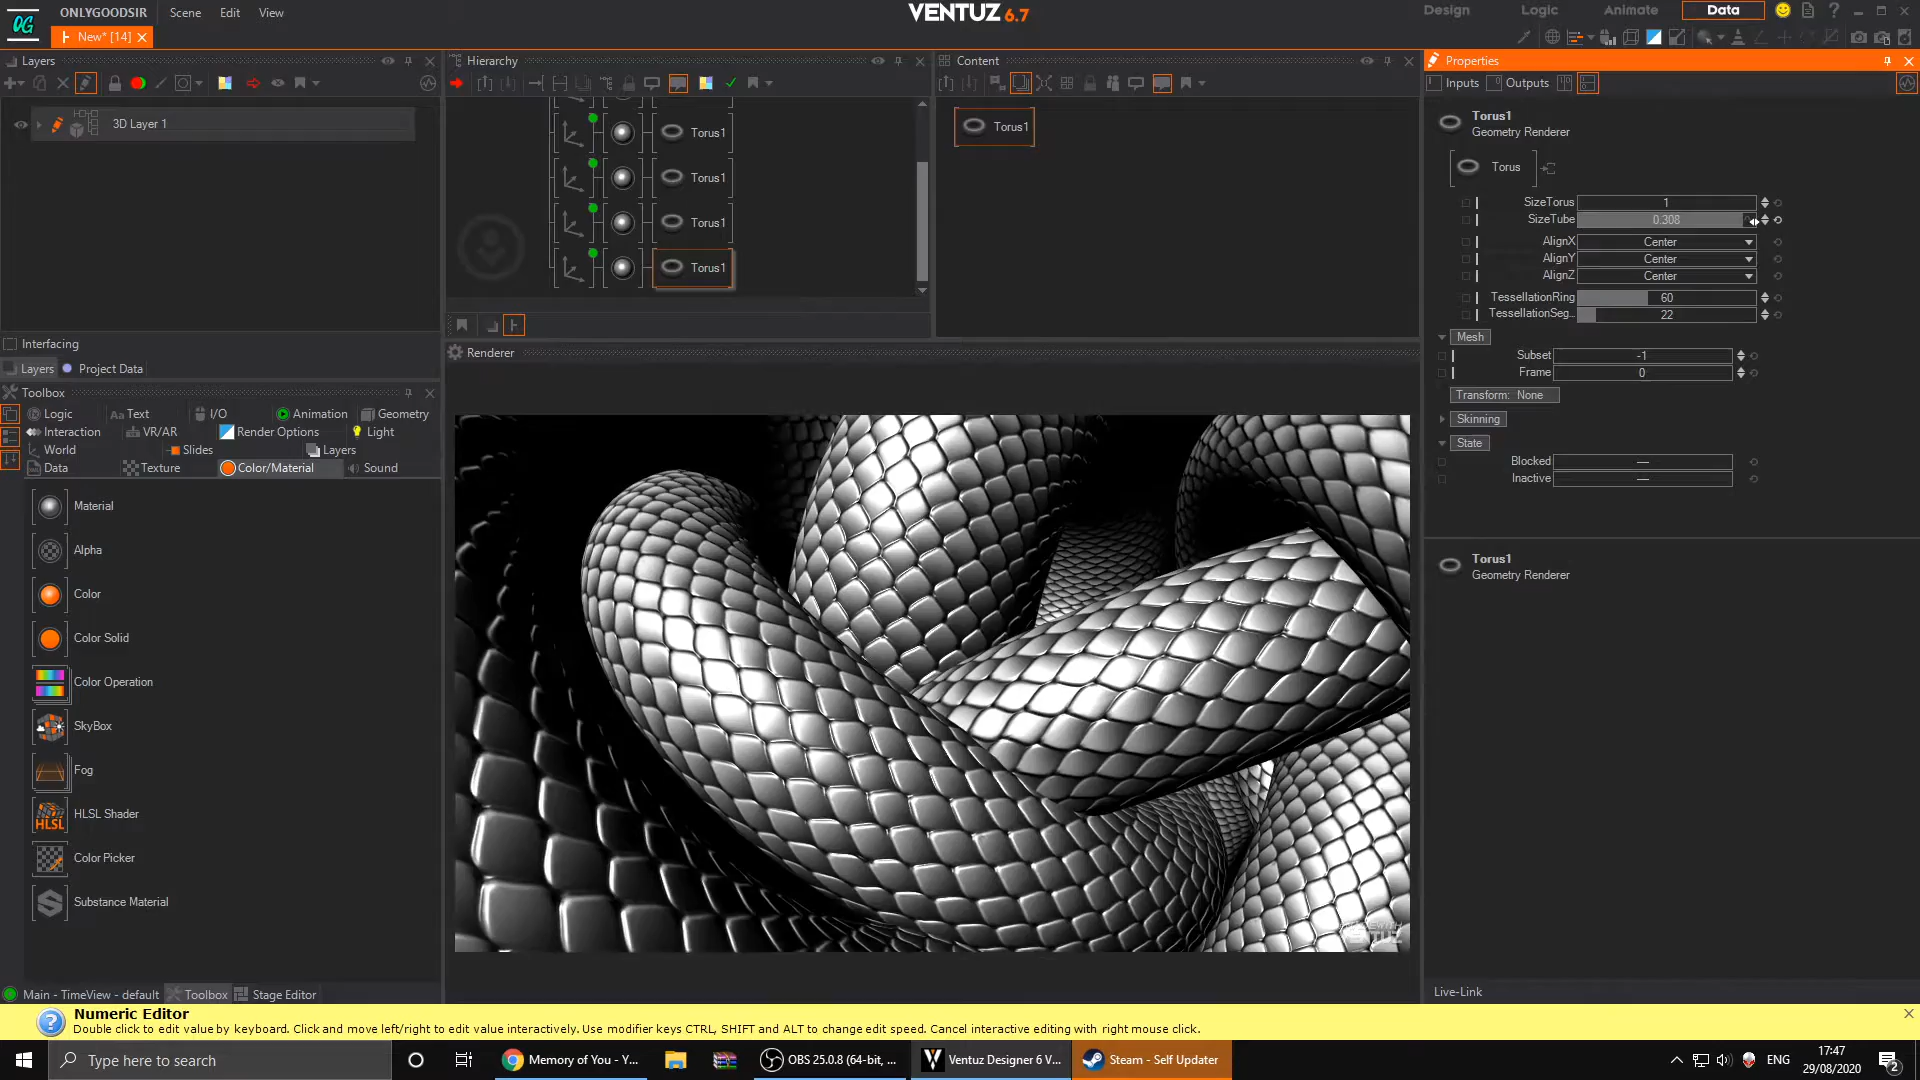 OG ONLYGOODSIR Scene Edit View VENTUZ 6.7 Design Logic Animate Data
New* [14]
Layers Hierarchy Content Properties
Inputs Outputs
3D Layer 1
Torus1
Torus1
Torus1
Torus1
Torus1
Torus1
Geometry Renderer
Torus
SizeTorus 1
SizeTube 0.308
AlignX Center
AlignY Center
AlignZ Center
TessellationRing 60
TessellationSeg... 22
Mesh
Subset -1
Frame 0
Transform: None
Skinning
State
Blocked —
Inactive —
Torus1
Geometry Renderer
Live-Link
Interfacing
Layers Project Data
Renderer
Toolbox
Logic Aa Text I/O Animation Geometry
Interaction VR/AR Render Options Light
World Slides Layers
Data Texture Color/Material Sound
Material
Alpha
Color
Color Solid
Color Operation
SkyBox
Fog
HLSL HLSL Shader
Color Picker
Substance Material
VENTUZ
Main - TimeView - default Toolbox Stage Editor
Numeric Editor
Double click to edit value by keyboard. Click and move left/right to edit value interactively. Use modifier keys CTRL, SHIFT and ALT to change edit speed. Cancel interactive editing with right mouse click.
Type here to search Memory of You - Y... OBS 25.0.8 (64-bit, ... Ventuz Designer 6 V... Steam - Self Updater ENG 17:47
29/08/2020 2